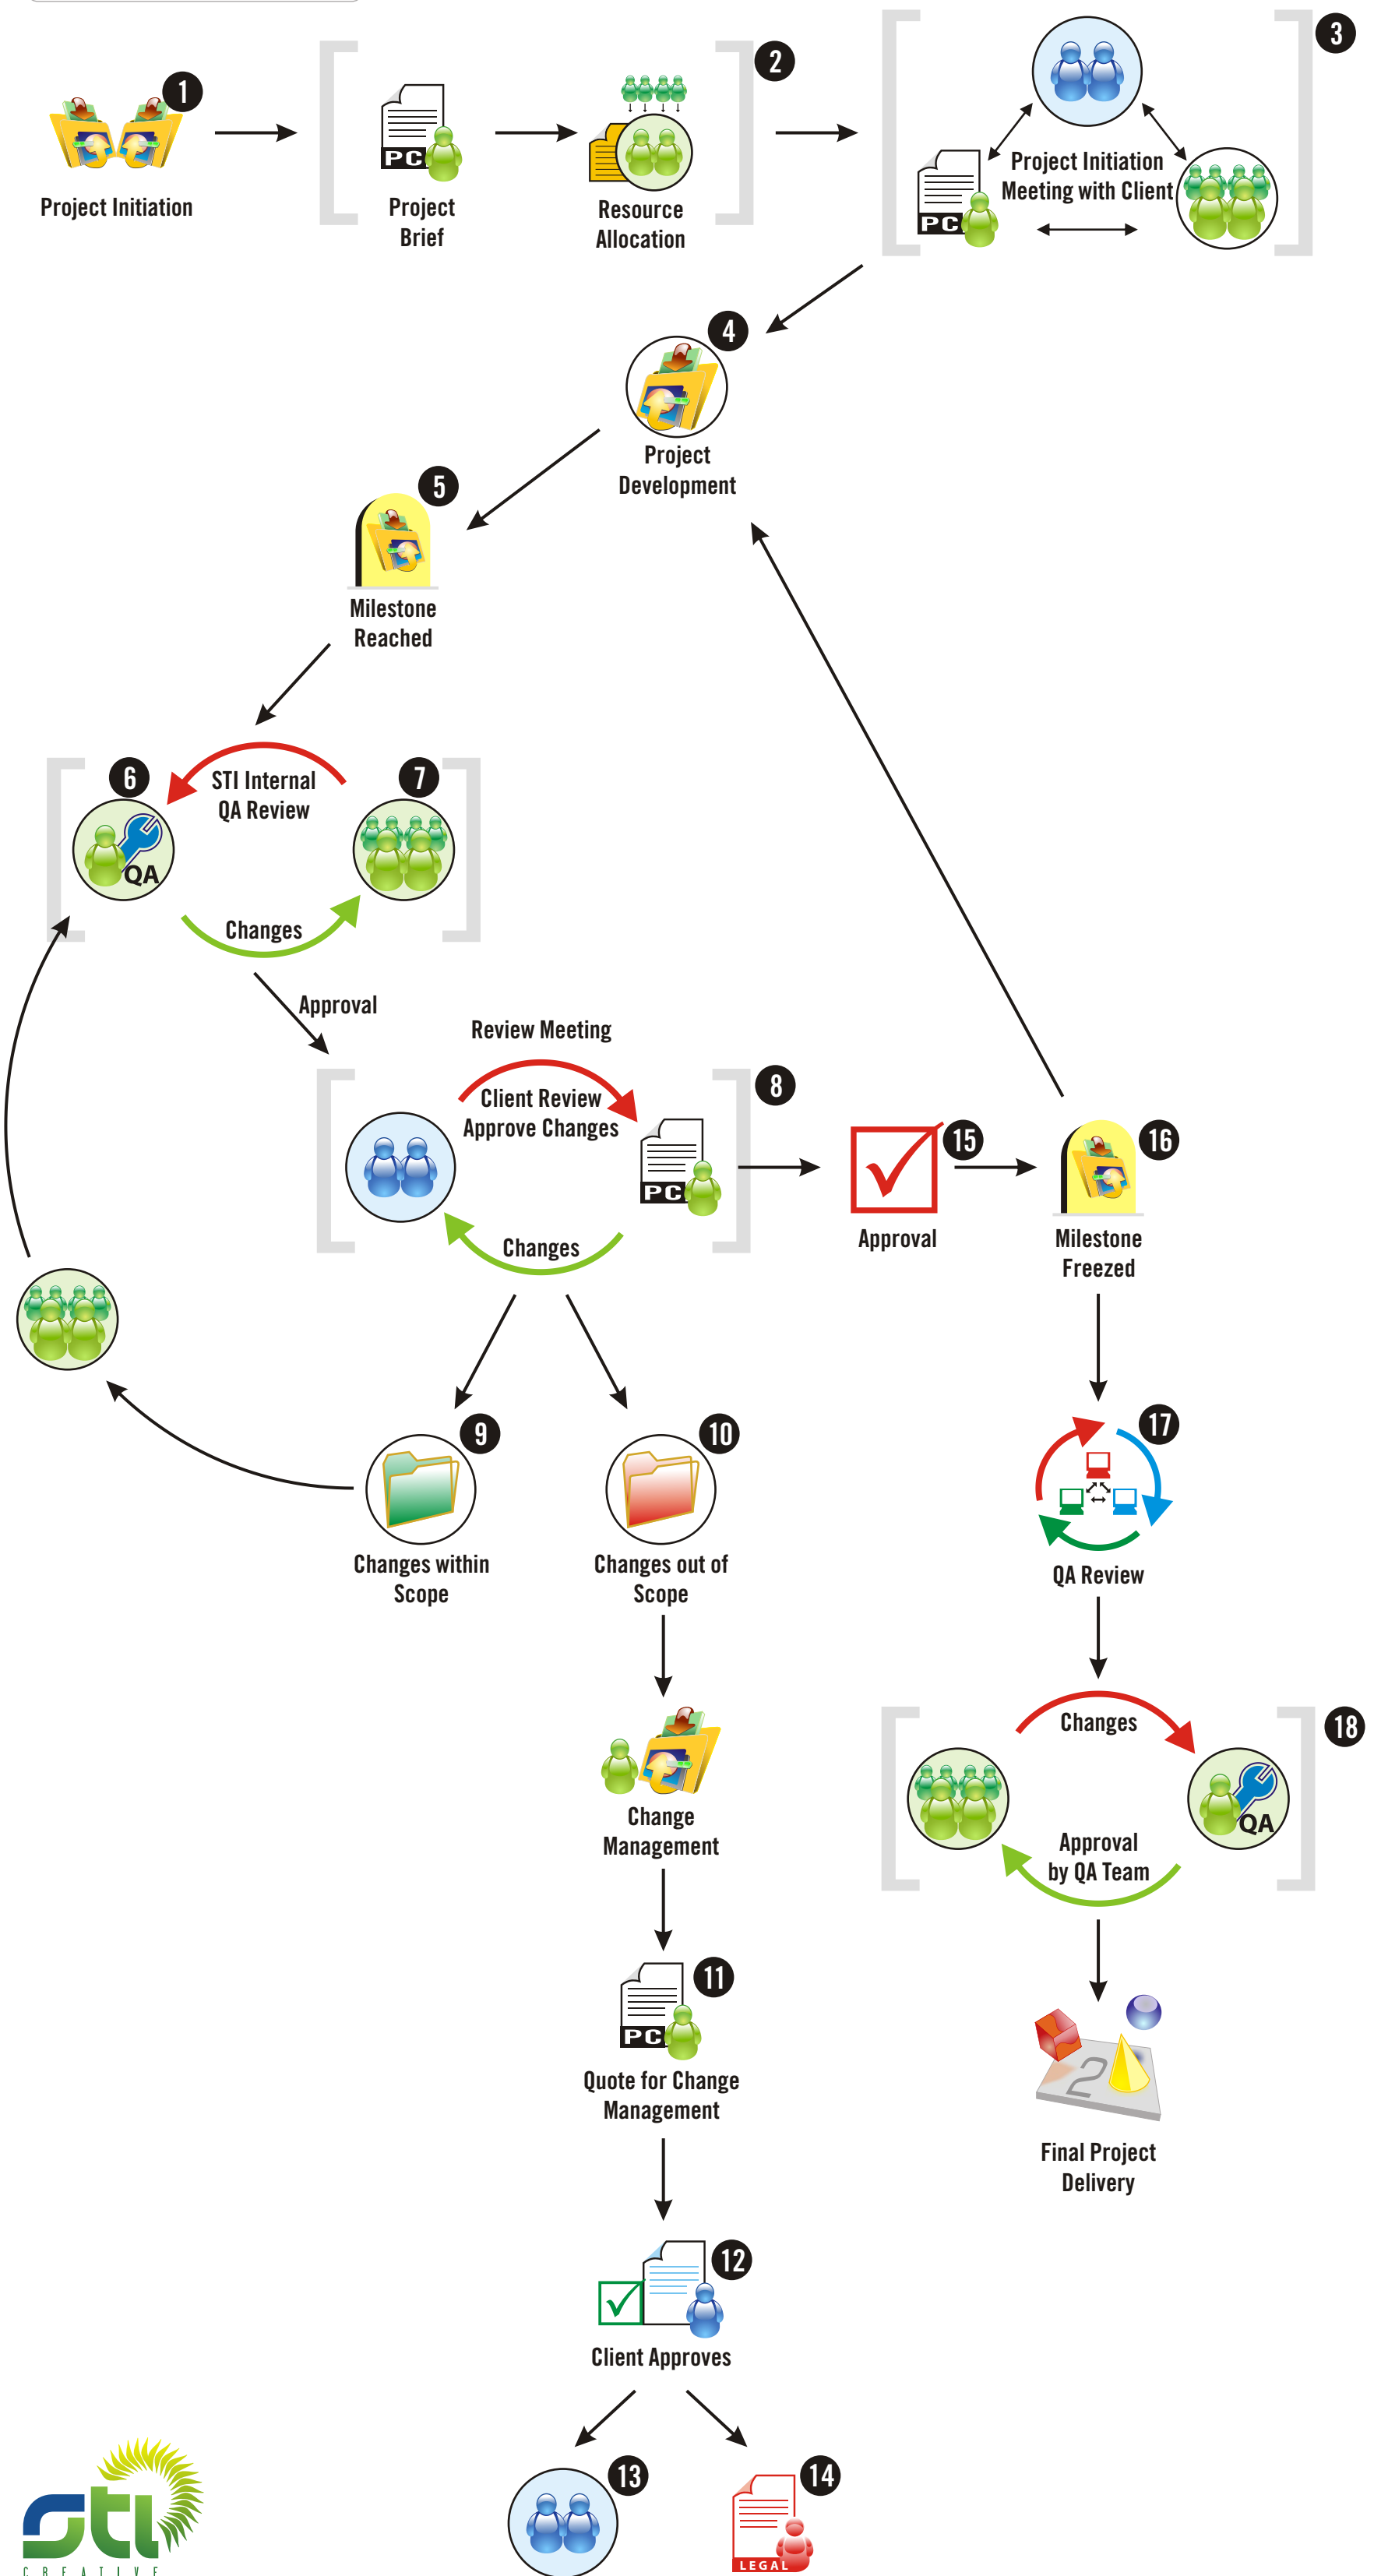 1
2
3
Project Initiation
PC
Project
Brief
Resource
Allocation
Project Initiation
Meeting with Client
PC
4
Project
Development
5
Milestone
Reached
6
STI Internal
QA Review
7
QA
Changes
Approval
Review Meeting
8
Client Review
Approve Changes
PC
Changes
15
Approval
16
Milestone
Freezed
9
Changes within
Scope
10
Changes out of
Scope
17
QA Review
Change
Management
18
Changes
QA
Approval
by QA Team
11
PC
Quote for Change
Management
2
Final Project
Delivery
12
Client Approves
13
14
LEGAL
sti
CREATIVE